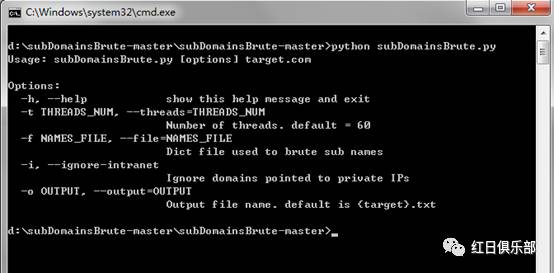 C:\Windows\system32\cmd.exe
d:\subDomainsBrute-master\subDomainsBrute-master>python subDomainsBrute.py
Usage: subDomainsBrute.py [options] target.com
Options:
-h, --help show this help message and exit
-t THREADS_NUM, --threads=THREADS_NUM
Number of threads. default = 60
-f NAMES_FILE, --file=NAMES_FILE
Dict file used to brute sub names
-i, --ignore-intranet
Ignore domains pointed to private IPs
-o OUTPUT, --output=OUTPUT
Output file name. default is {target}.txt
d:\subDomainsBrute-master\subDomainsBrute-master>_
红日俱乐部